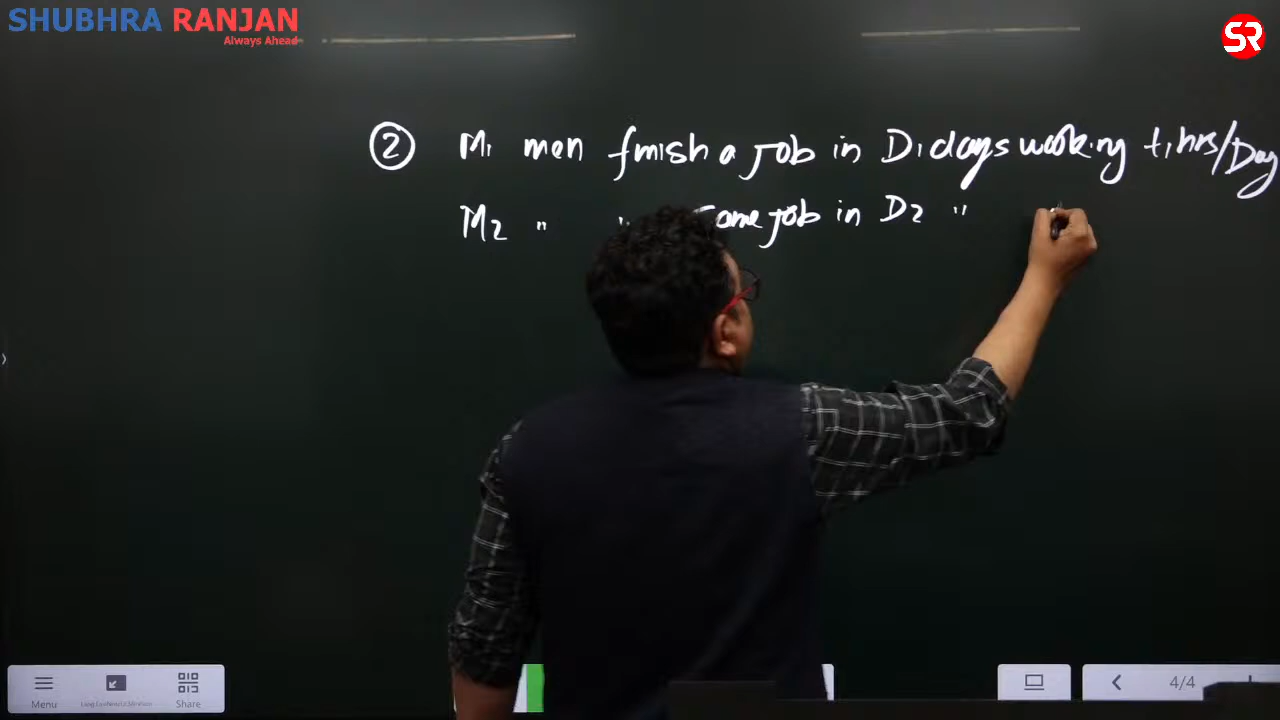 SHUBHRA RANJAN
Always Ahead
SR
② M1 men finish a job in D1 days working t1 hrs/Day
M2 " " same job in D2 "
Menu
Share
4/4